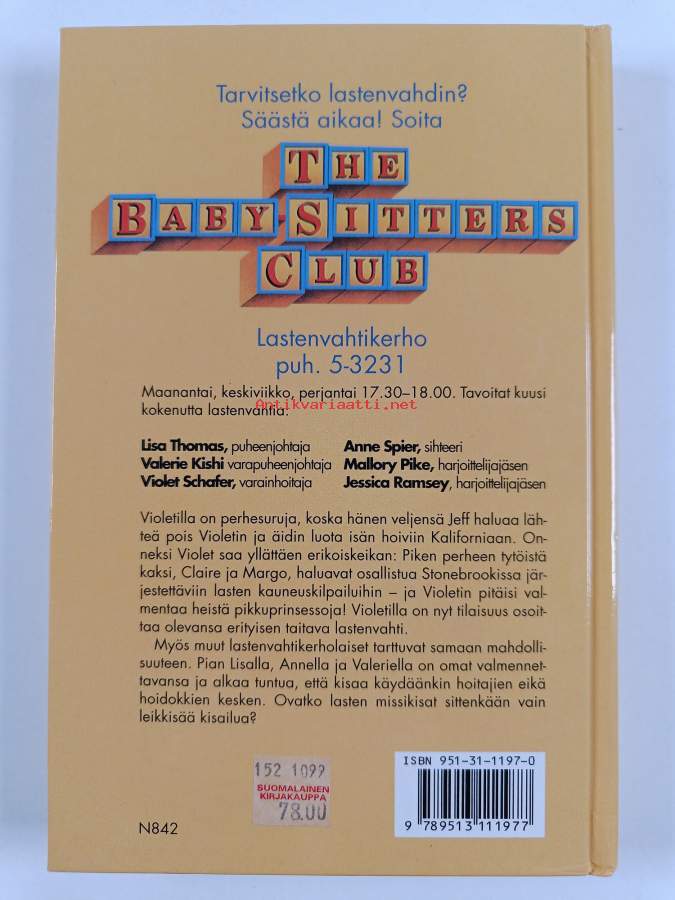 Tarvitsetko lastenvahdin?
Säästä aikaa! Soita
THE
BABY-SITTERS
CLUB
Lastenvahtikerho
puh. 5-3231
Maanantai, keskiviikko, perjantai 17.30–18.00. Tavoitat kuusi
kokenutta lastenvahtia:
Antikvariaatti.net
Lisa Thomas, puheenjohtaja Anne Spier, sihteeri
Valerie Kishi varapuheenjohtaja Mallory Pike, harjoittelijajäsen
Violet Schafer, varainhoitaja Jessica Ramsey, harjoittelijajäsen
Violetilla on perhesuruja, koska hänen veljensä Jeff haluaa läh-
teä pois Violetin ja äidin luota isän hoiviin Kaliforniaan. On-
neksi Violet saa yllättäen erikoiskeikan: Piken perheen tytöistä
kaksi, Claire ja Margo, haluavat osallistua Stonebrookissa jär-
jestettäviin lasten kauneuskilpailuihin – ja Violetin pitäisi val-
mentaa heistä pikkuprinsessoja! Violetilla on nyt tilaisuus osoit-
taa olevansa erityisen taitava lastenvahti.
Myös muut lastenvahtikerholaiset tarttuvat samaan mahdolli-
suuteen. Pian Lisalla, Annella ja Valeriella on omat valmennet-
tavansa ja alkaa tuntua, että kisaa käydäänkin hoitajien eikä
hoidokkien kesken. Ovatko lasten missikisat sittenkään vain
leikkisää kisailua?
152 1099
SUOMALAINEN
KIRJAKAUPPA
78.00
N842
ISBN 951-31-1197-0
9 789513 111977